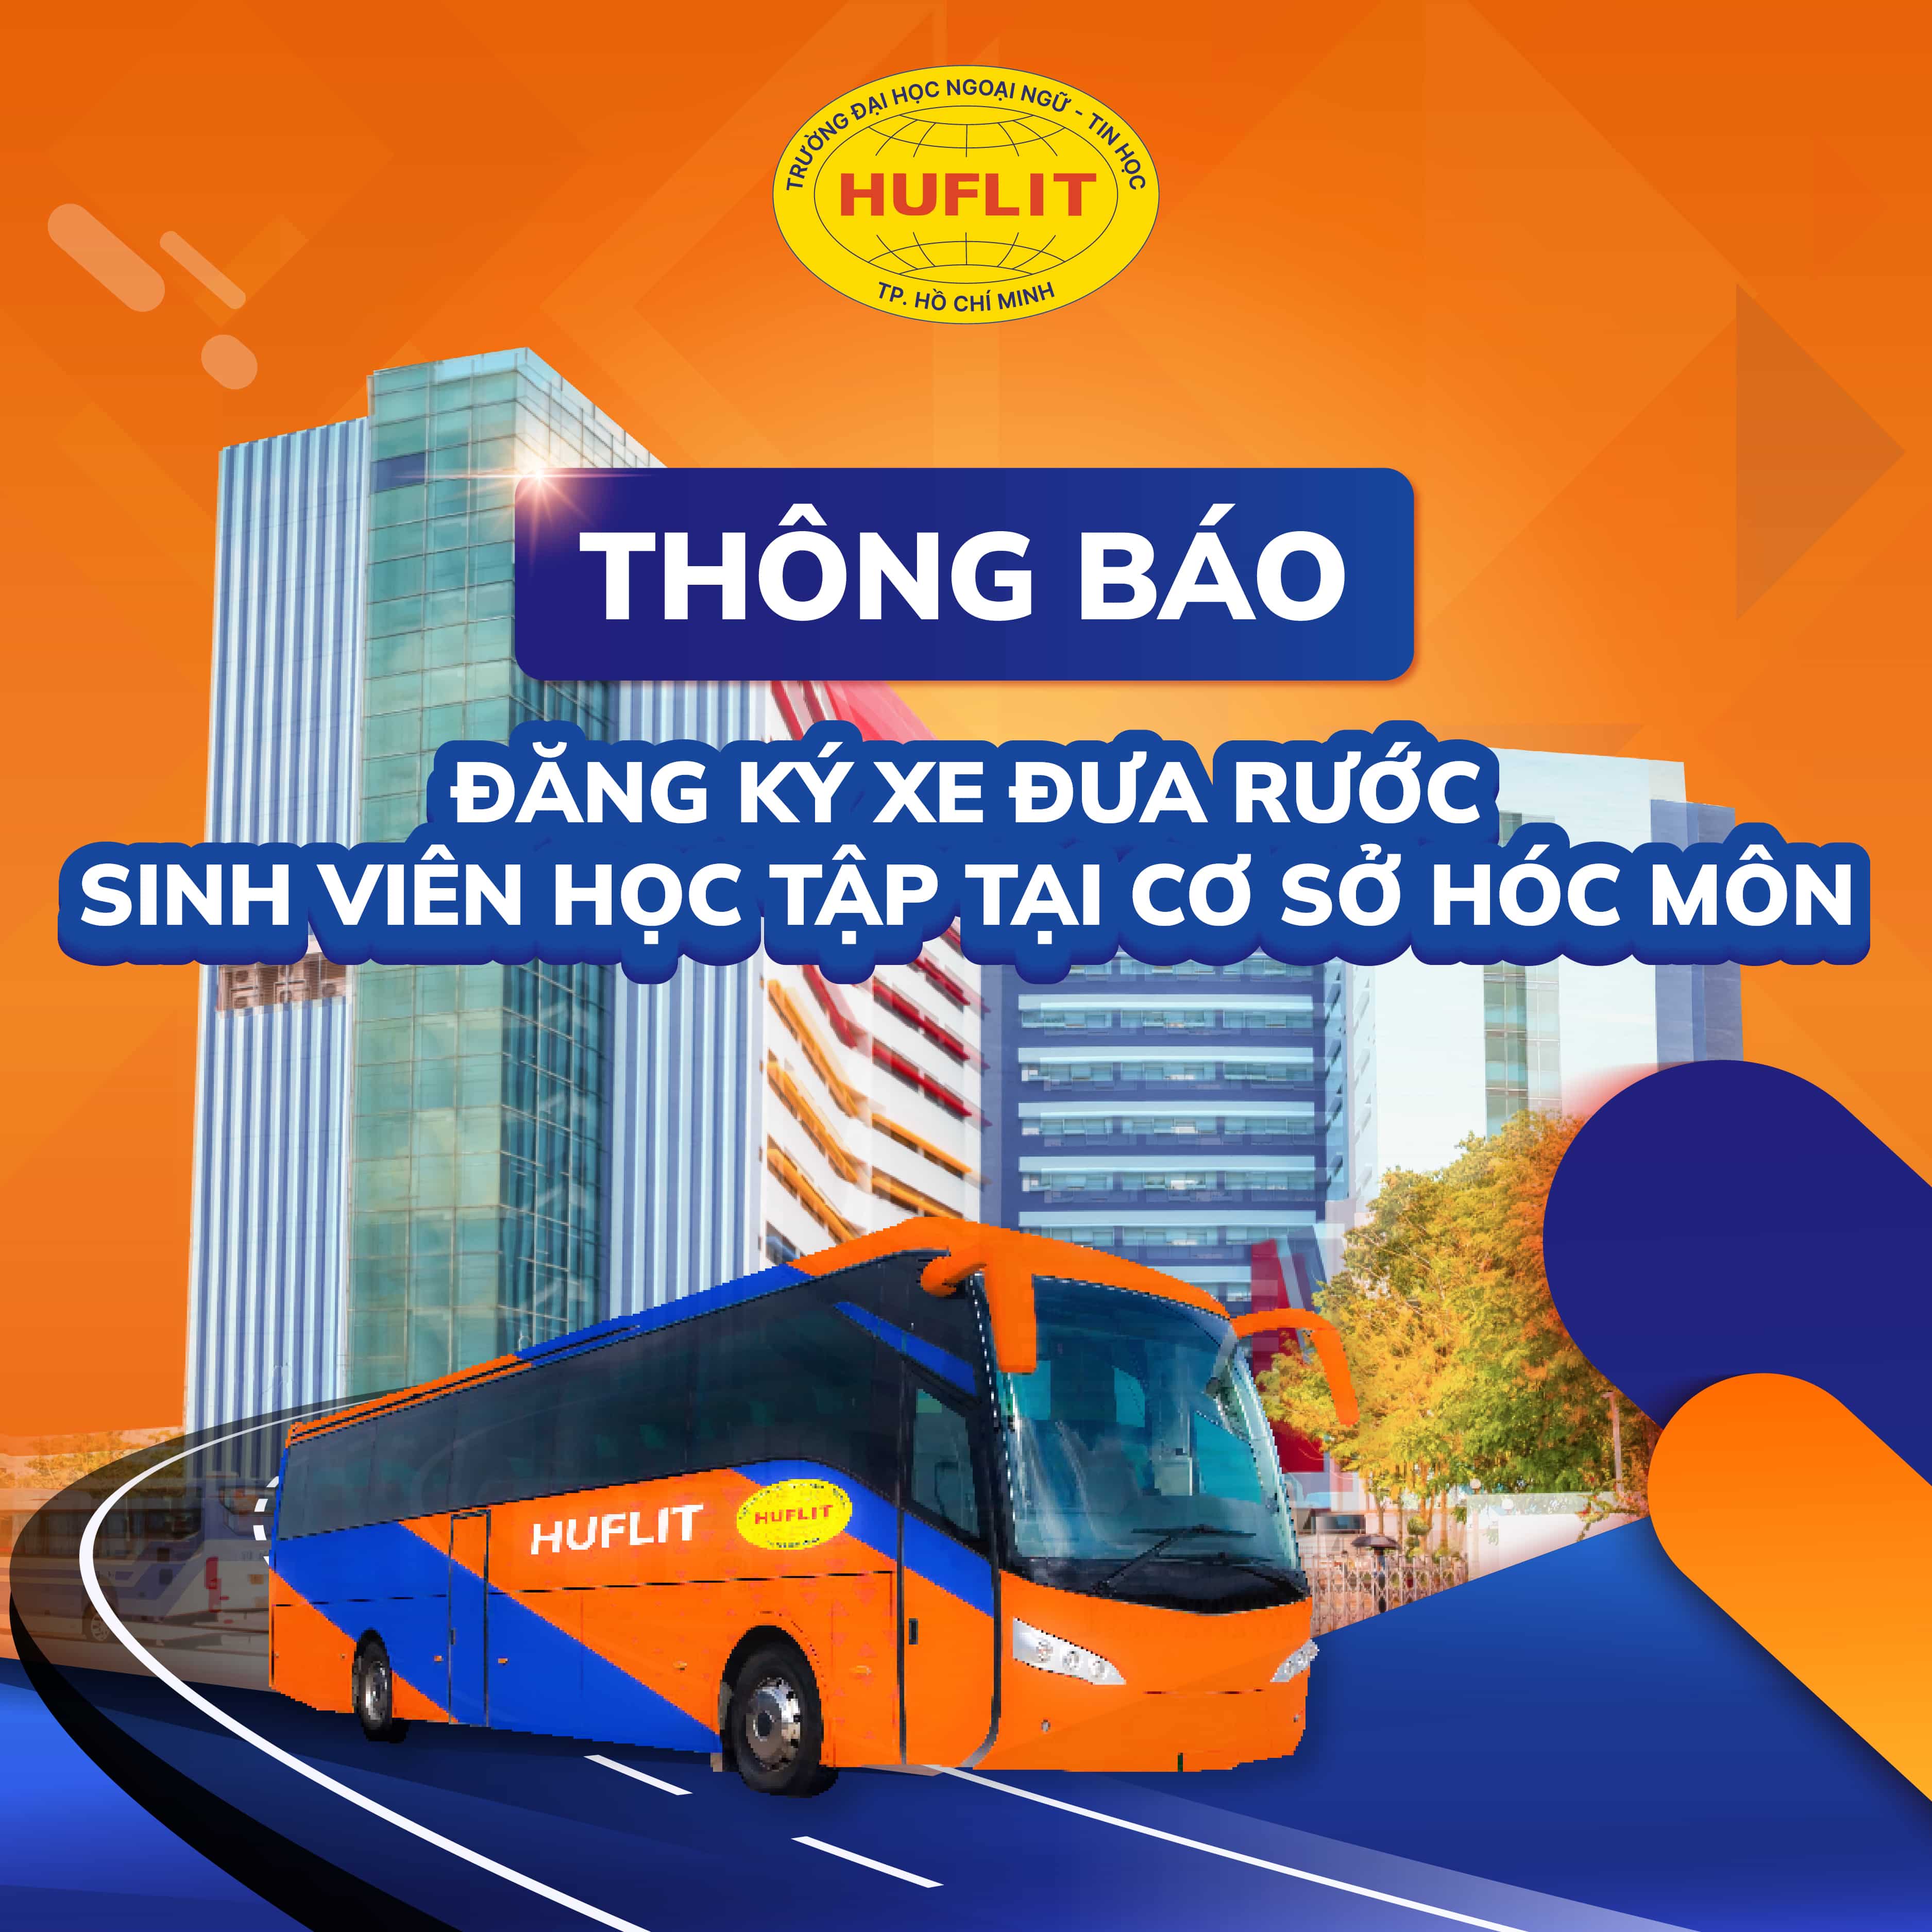 TRƯỜNG ĐẠI HỌC NGOẠI NGỮ - TIN HỌC
HUFLIT
TP. HỒ CHÍ MINH
THÔNG BÁO
ĐĂNG KÝ XE ĐƯA RƯỚC
SINH VIÊN HỌC TẬP TẠI CƠ SỞ HÓC MÔN
HUFLIT
HUFLIT